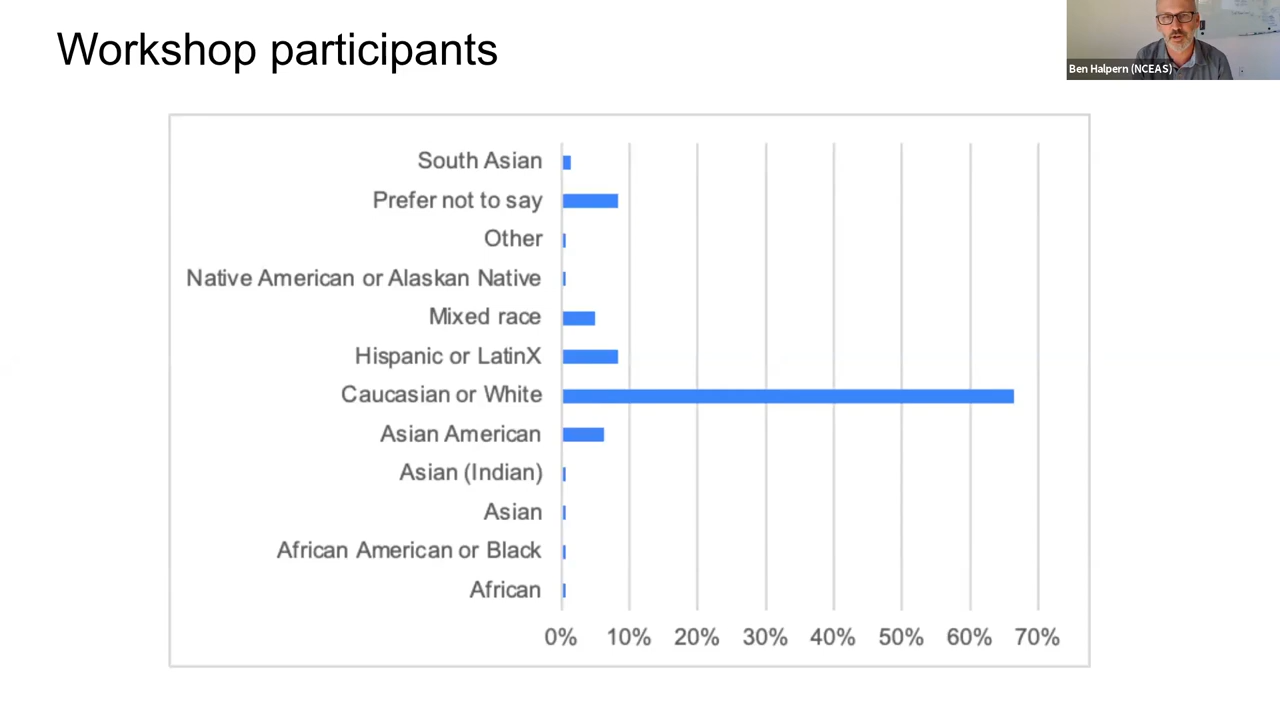 Workshop participants
Ben Halpern (NCEAS)
South Asian
Prefer not to say
Other
Native American or Alaskan Native
Mixed race
Hispanic or LatinX
Caucasian or White
Asian American
Asian (Indian)
Asian
African American or Black
African
0% 10% 20% 30% 40% 50% 60% 70%